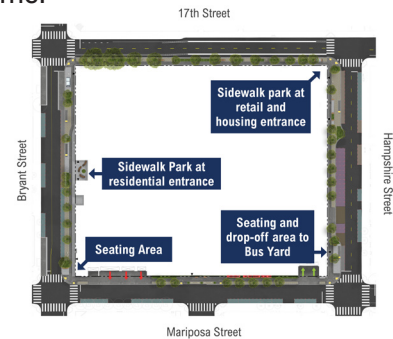 17th Street
Sidewalk park at
retail and
housing entrance
Bryant Street
Sidewalk Park at
residential entrance
Hampshire Street
Seating and
drop-off area to
Bus Yard
Seating Area
Mariposa Street